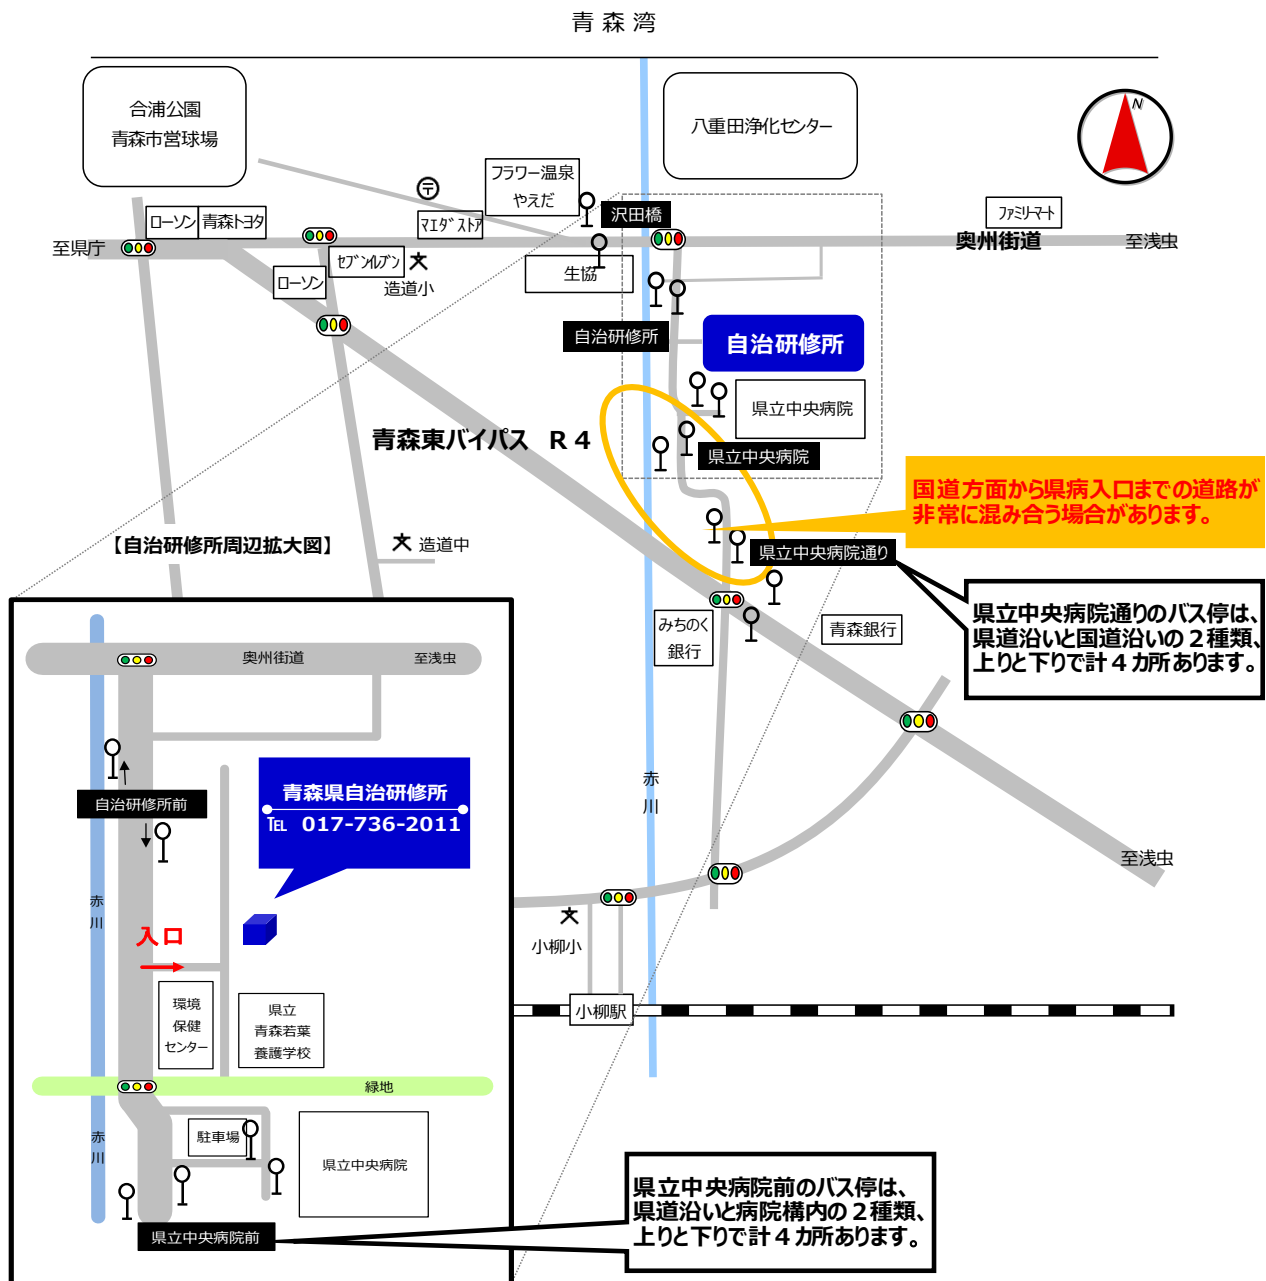 青森湾
合浦公園
青森市営球場
八重田浄化センター
N
フラワー温泉
やえだ
沢田橋
ファミリーマート
ローソン
青森トヨタ
マエダストア
至県庁
奥州街道
至浅虫
セブンイレブン
造道小
ローソン
生協
自治研修所
自治研修所
県立中央病院
青森東バイパス R4
県立中央病院
国道方面から県病入口までの道路が
非常に混み合う場合があります。
【自治研修所周辺拡大図】
造道中
県立中央病院通り
県立中央病院通りのバス停は、
県道沿いと国道沿いの2種類、
上りと下りで計4カ所あります。
みちのく
銀行
青森銀行
奥州街道
至浅虫
赤川
青森県自治研修所
TEL 017-736-2011
自治研修所前
至浅虫
赤川
入口
小柳小
環境
保健
センター
県立
青森若葉
養護学校
小柳駅
緑地
赤川
駐車場
県立中央病院
県立中央病院前
県立中央病院前のバス停は、
県道沿いと病院構内の2種類、
上りと下りで計4カ所あります。